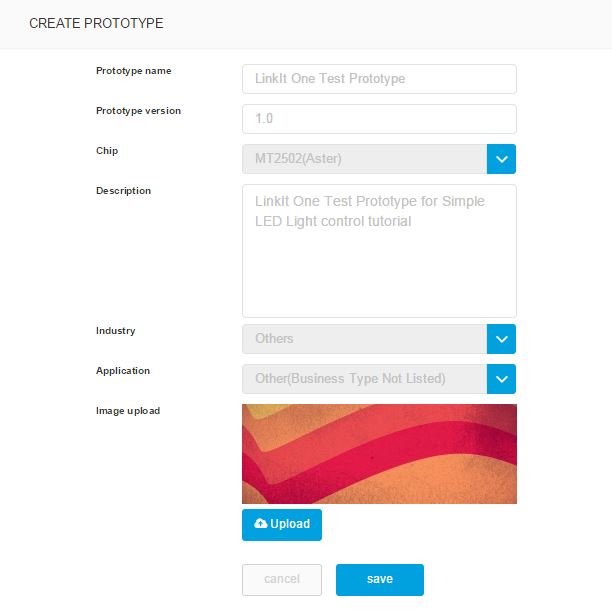 CREATE PROTOTYPE
Prototype name
LinkIt One Test Prototype
Prototype version
1.0
Chip
MT2502(Aster)
Description
LinkIt One Test Prototype for Simple
LED Light control tutorial
Industry
Others
Application
Other(Business Type Not Listed)
Image upload
Upload
cancel
save